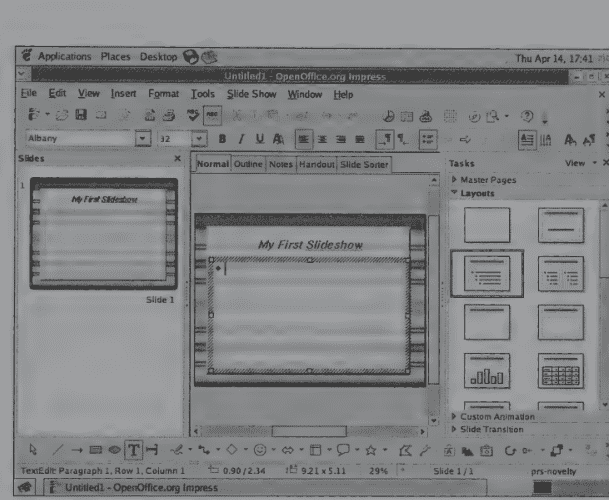 Applications Places Desktop Thu Apr 14, 17:41
Untitled1 - OpenOffice.org Impress
File Edit View Insert Format Tools Slide Show Window Help
Albany 32 B I U A
Slides Normal Outline Notes Handout Slide Sorter Tasks View
1 Master Pages
Layouts
My First Slideshow
My First Slideshow
Slide 1
Custom Animation
Slide Transition
TextEdit Paragraph 1, Row 1, Column 1 0.90 / 2.14 9.21 x 5.11 29% * Slide 1 / 1 prs-novelty
Untitled1 - OpenOffice.org Impress